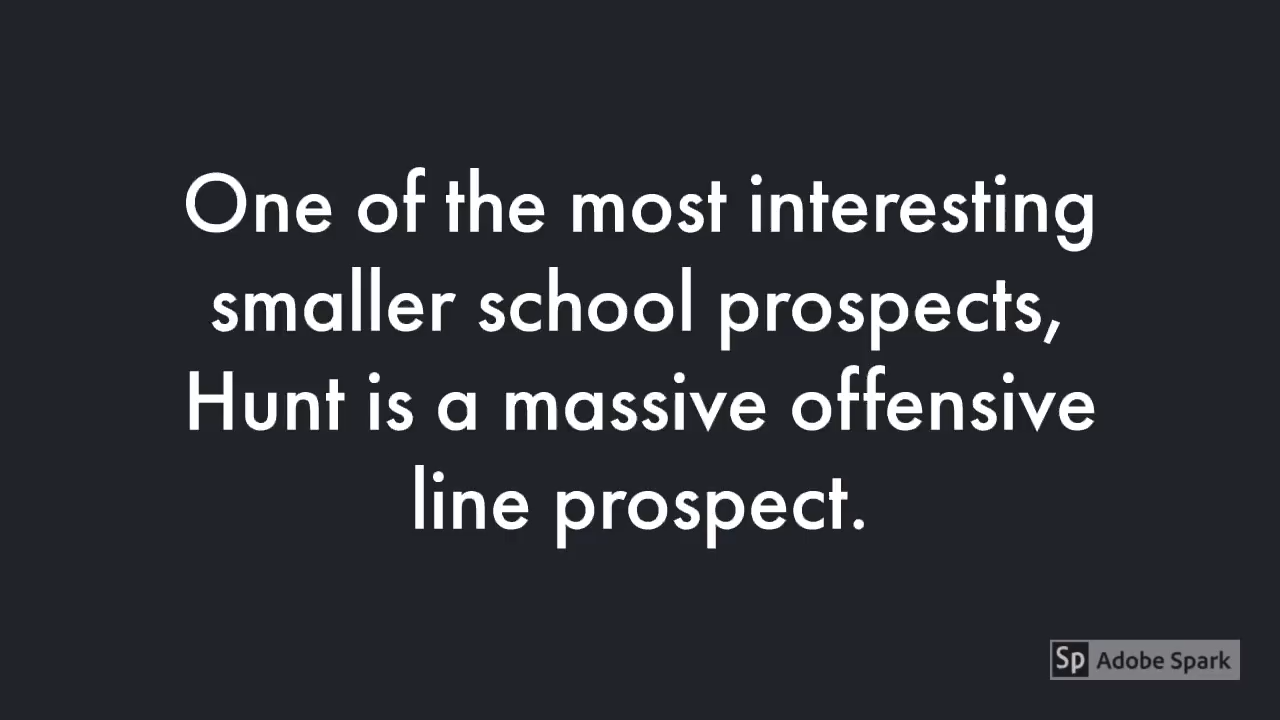 One of the most interesting
smaller school prospects,
Hunt is a massive offensive
line prospect.
Sp Adobe Spark